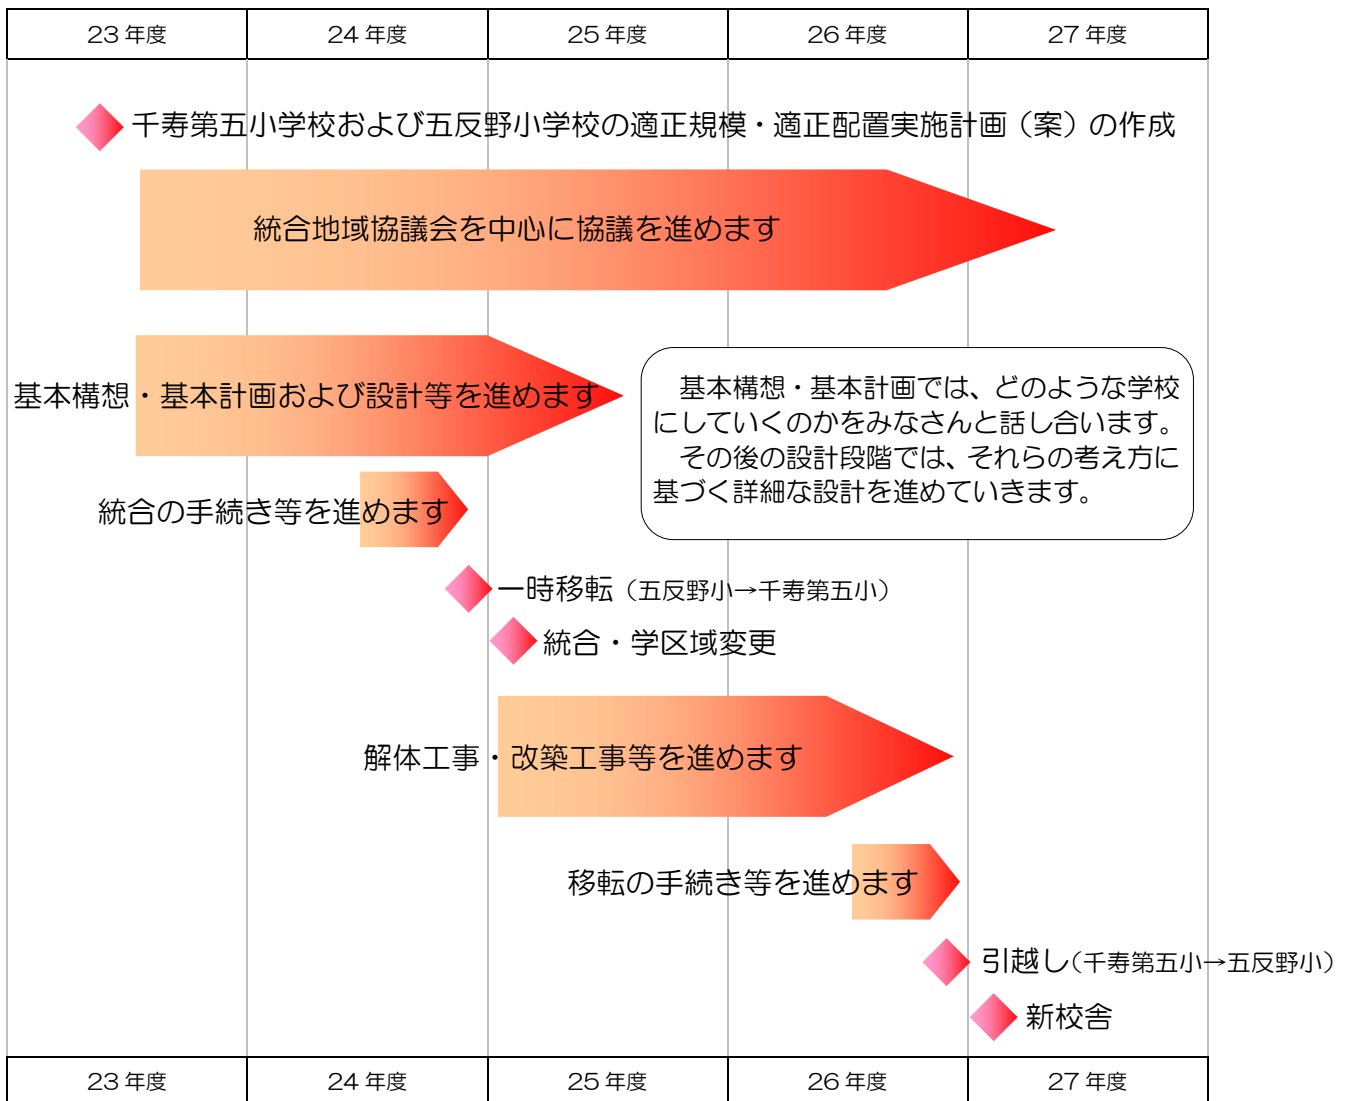 23年度 24年度 25年度 26年度 27年度
千寿第五小学校および五反野小学校の適正規模・適正配置実施計画（案）の作成
統合地域協議会を中心に協議を進めます
基本構想・基本計画および設計等を進めます
基本構想・基本計画では、どのような学校
にしていくのかをみなさんと話し合います。
その後の設計段階では、それらの考え方に
基づく詳細な設計を進めていきます。
統合の手続き等を進めます
一時移転（五反野小→千寿第五小）
統合・学区域変更
解体工事・改築工事等を進めます
移転の手続き等を進めます
引越し（千寿第五小→五反野小）
新校舎
23年度 24年度 25年度 26年度 27年度